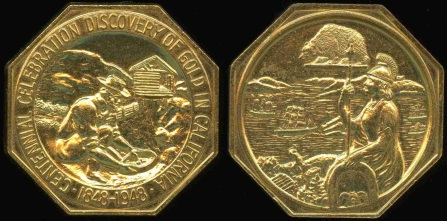 CENTENNIAL CELEBRATION DISCOVERY OF GOLD IN CALIFORNIA
· 1848-1948 ·